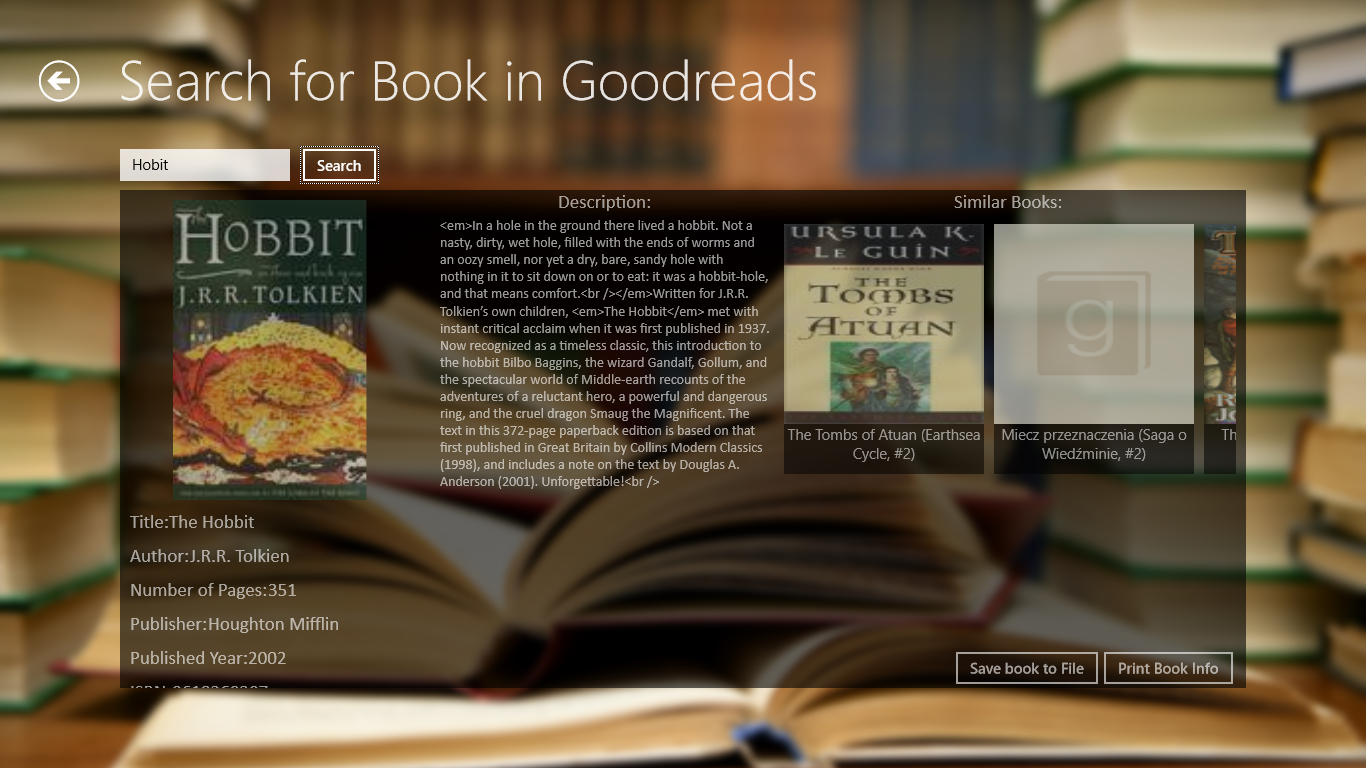 Search for Book in Goodreads
Hobit
Search
The
HOBBIT
J.R.R. TOLKIEN
Title:The Hobbit
Author:J.R.R. Tolkien
Number of Pages:351
Publisher:Houghton Mifflin
Published Year:2002
Description:
<em>In a hole in the ground there lived a hobbit. Not a
nasty, dirty, wet hole, filled with the ends of worms and
an oozy smell, nor yet a dry, bare, sandy hole with
nothing in it to sit down on or to eat: it was a hobbit-hole,
and that means comfort.<br /></em>Written for J.R.R.
Tolkien’s own children, <em>The Hobbit</em> met with
instant critical acclaim when it was first published in 1937.
Now recognized as a timeless classic, this introduction to
the hobbit Bilbo Baggins, the wizard Gandalf, Gollum, and
the spectacular world of Middle-earth recounts of the
adventures of a reluctant hero, a powerful and dangerous
ring, and the cruel dragon Smaug the Magnificent. The
text in this 372-page paperback edition is based on that
first published in Great Britain by Collins Modern Classics
(1998), and includes a note on the text by Douglas A.
Anderson (2001). Unforgettable!<br />
Similar Books:
URSULA K.
LE GUIN
THE
TOMBS
OF
ATUAN
The Tombs of Atuan (Earthsea
Cycle, #2)
g
Miecz przeznaczenia (Saga o
Wiedźminie, #2)
Th
Save book to File
Print Book Info